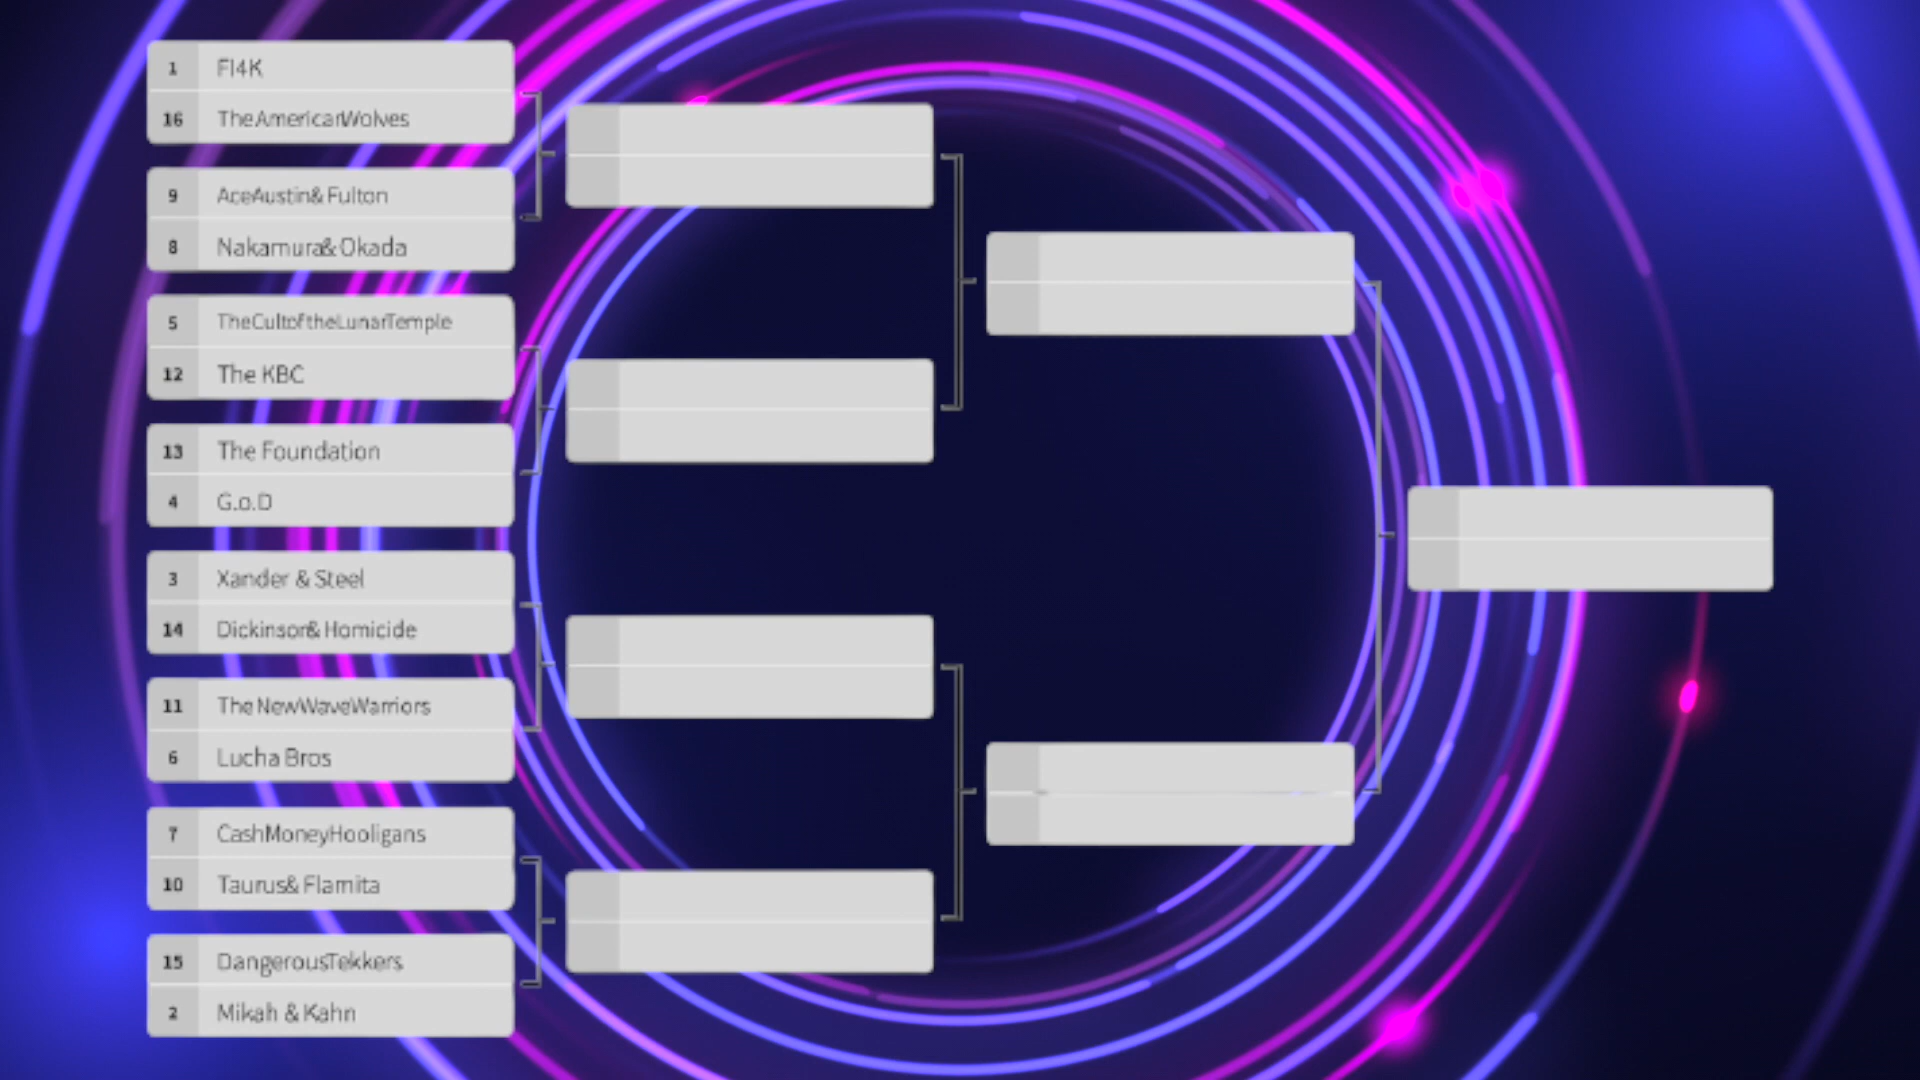 1 FI4K
16 TheAmericanWolves
9 AceAustin& Fulton
8 Nakamura& Okada
5 TheCultoftheLunarTemple
12 The KBC
13 The Foundation
4 G.o.D
3 Xander & Steel
14 Dickinson& Homicide
11 The NewWaveWarriors
6 Lucha Bros
7 CashMoneyHooligans
10 Taurus& Flamita
15 DangerousTekkers
2 Mikah & Kahn